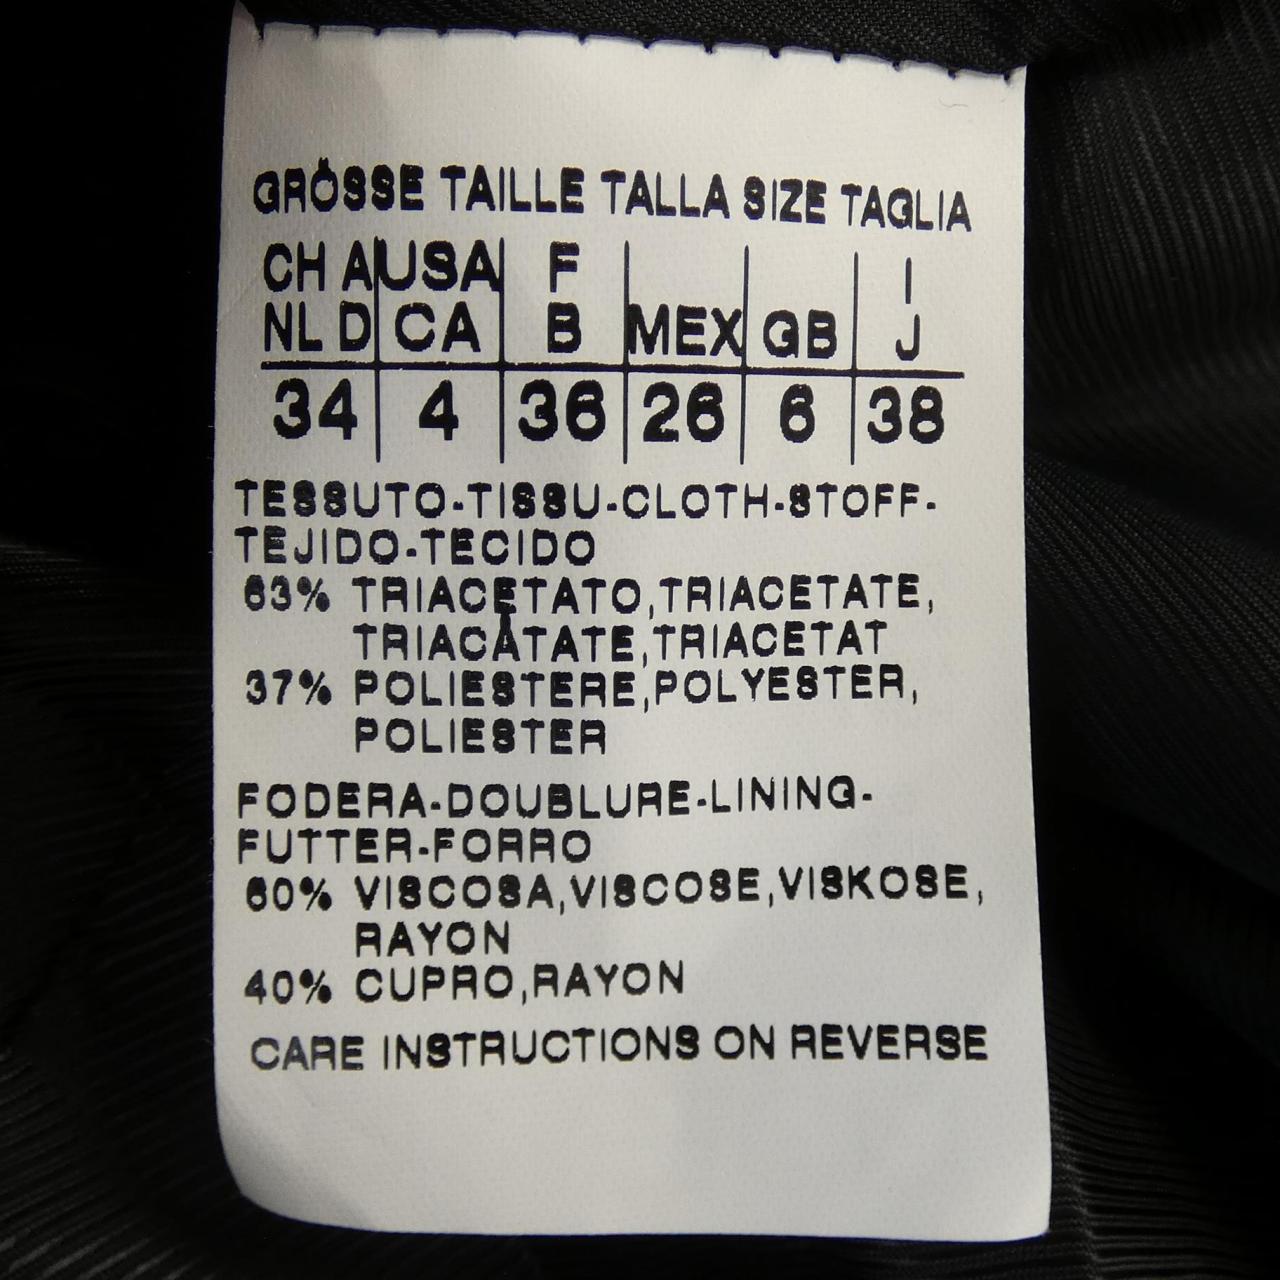 GRÖSSE TAILLE TALLA SIZE TAGLIA
CH A USA F I
NL D CA B MEX GB J
34 4 36 26 6 38
TESSUTO-TISSU-CLOTH-STOFF-
TEJIDO-TECIDO
63% TRIACETATO,TRIACETATE,
TRIACÅTATE,TRIACETAT
37% POLIESTERE,POLYESTER,
POLIESTER
FODERA-DOUBLURE-LINING-
FUTTER-FORRO
60% VISCOSA,VISCOSE,VISKOSE,
RAYON
40% CUPRO,RAYON
CARE INSTRUCTIONS ON REVERSE